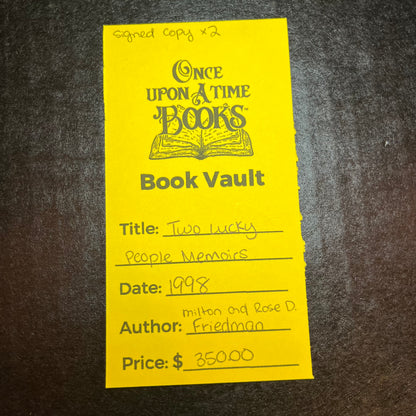 Signed Copy x2
ONCE
UPON A TIME
BOOKS
Book Vault
Title: Two Lucky
People Memoirs
Date: 1998
Milton and Rose D.
Author: Friedman
Price: $ 350.00